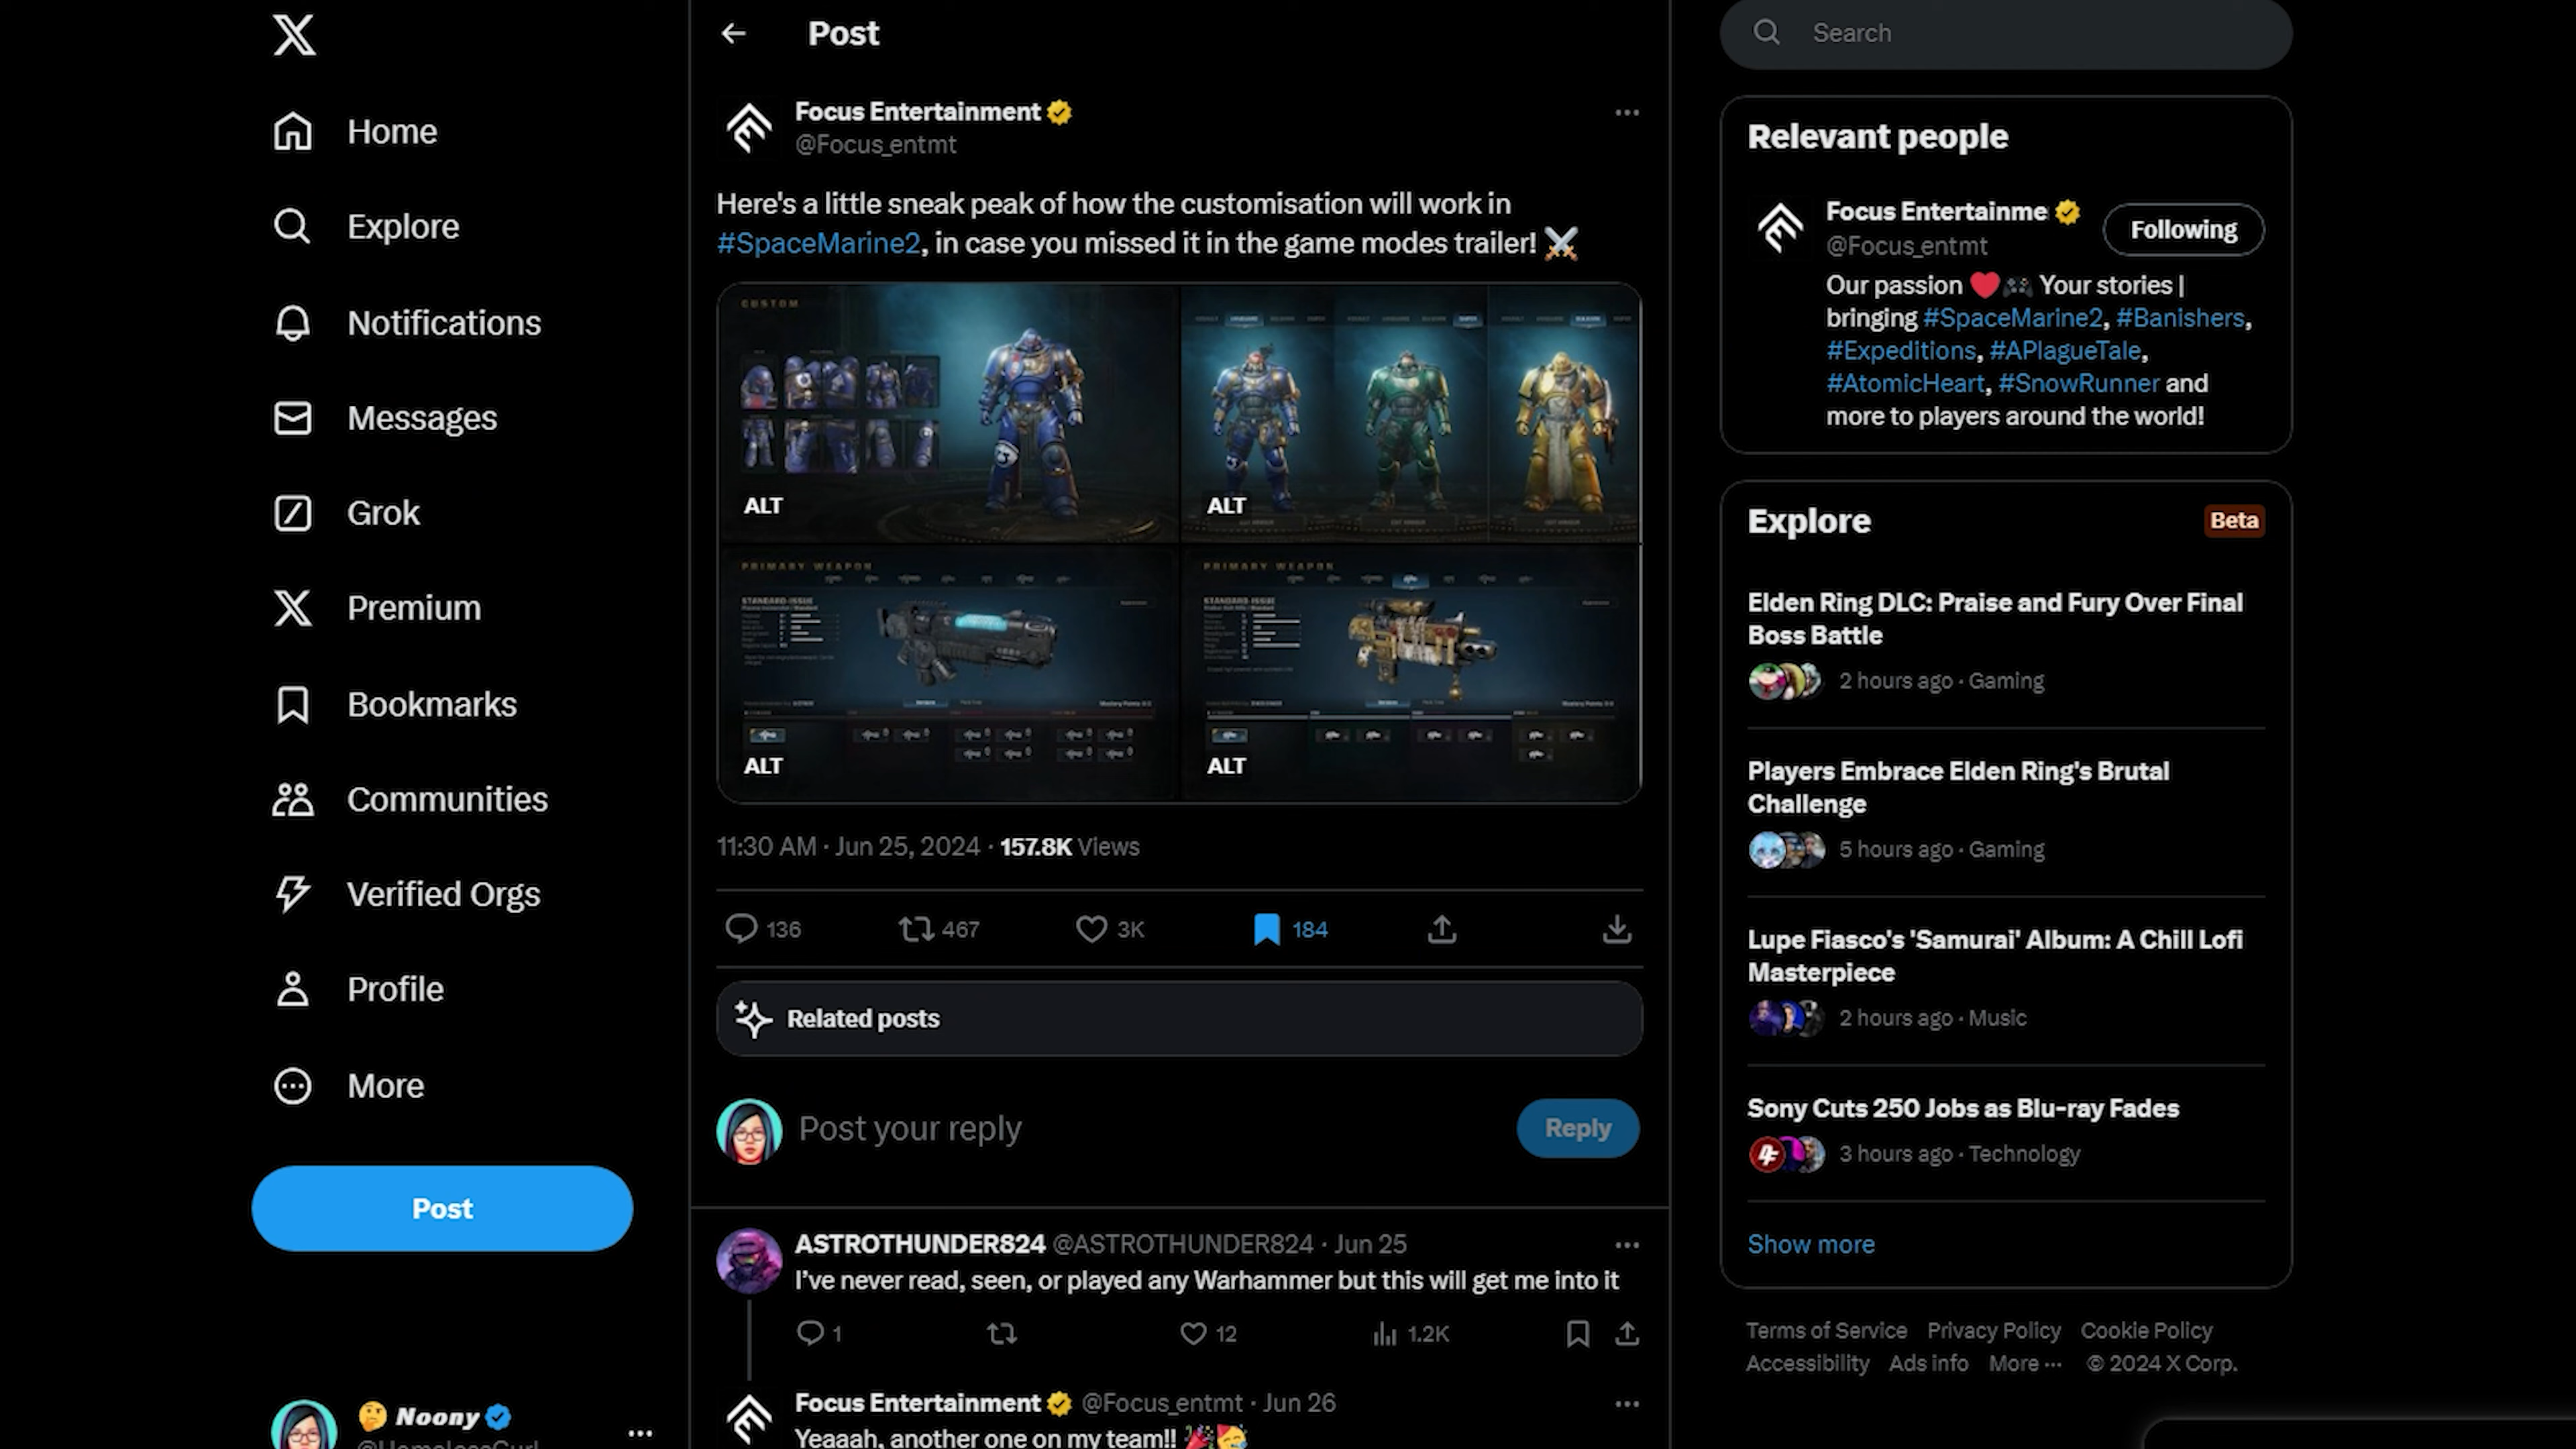 Home
Explore
Notifications
Messages
Grok
Premium
Bookmarks
Communities
Verified Orgs
Profile
More
Post
Noony
Post
Focus Entertainment
@Focus_entmt
Here's a little sneak peak of how the customisation will work in
#SpaceMarine2, in case you missed it in the game modes trailer!
CUSTOM
ALT
ALT
PRIMARY WEAPON
STANDARD-ISSUE
ALT
PRIMARY WEAPON
STANDARD-ISSUE
ALT
11:30 AM · Jun 25, 2024 · 157.8K Views
136 467 3K 184
Related posts
Post your reply
Reply
ASTROTHUNDER824 @ASTROTHUNDER824 · Jun 25
I've never read, seen, or played any Warhammer but this will get me into it
1 12 1.2K
Focus Entertainment @Focus_entmt · Jun 26
Yeaaah, another one on my team!!
Search
Relevant people
Focus Entertainme
@Focus_entmt
Following
Our passion Your stories |
bringing #SpaceMarine2, #Banishers,
#Expeditions, #APlagueTale,
#AtomicHeart, #SnowRunner and
more to players around the world!
Explore
Beta
Elden Ring DLC: Praise and Fury Over Final
Boss Battle
2 hours ago · Gaming
Players Embrace Elden Ring's Brutal
Challenge
5 hours ago · Gaming
Lupe Fiasco's 'Samurai' Album: A Chill Lofi
Masterpiece
2 hours ago · Music
Sony Cuts 250 Jobs as Blu-ray Fades
3 hours ago · Technology
Show more
Terms of Service Privacy Policy Cookie Policy
Accessibility Ads info More ··· © 2024 X Corp.